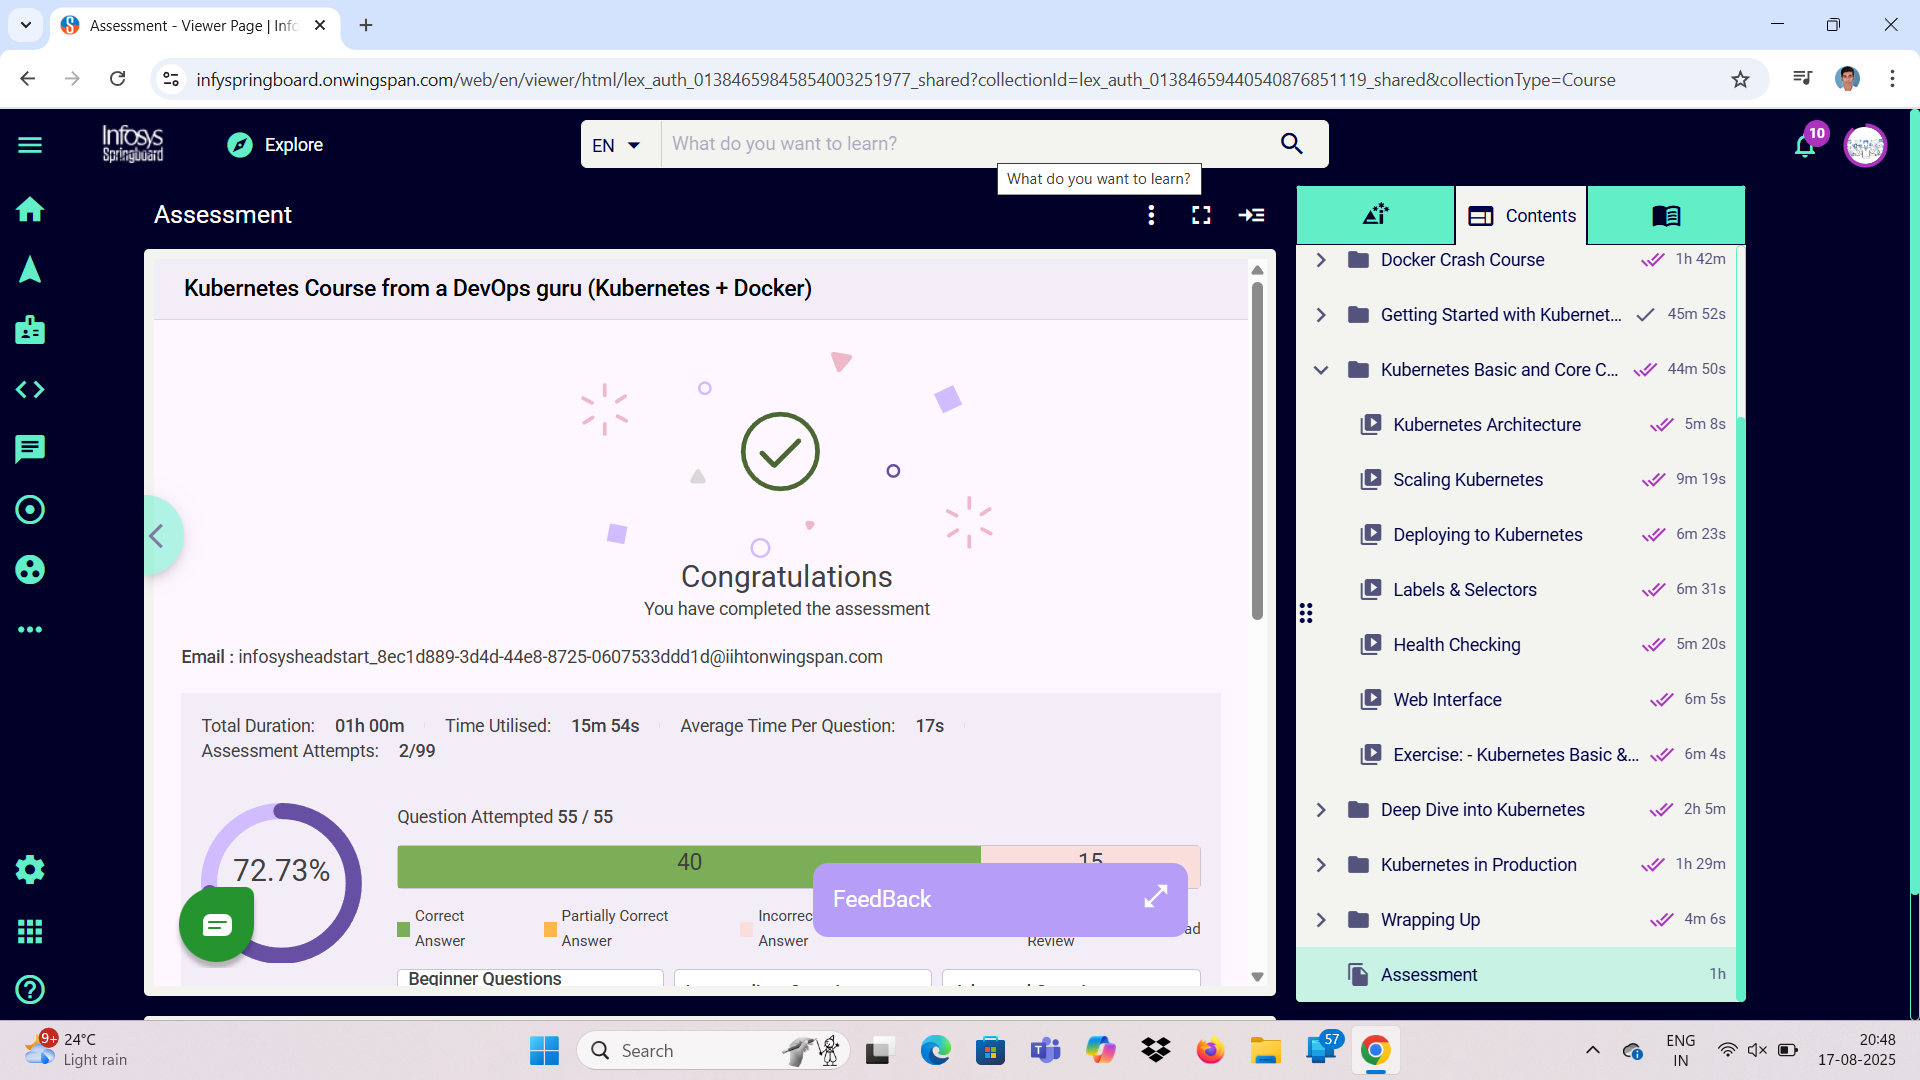 Assessment - Viewer Page | Info
infyspringboard.onwingspan.com/web/en/viewer/html/lex_auth_01384659845854003251977_shared?collectionId=lex_auth_01384659440540876851119_shared&collectionType=Course
Infosys
Springboard
Explore
EN
What do you want to learn?
10
What do you want to learn?
Assessment
Contents
Kubernetes Course from a DevOps guru (Kubernetes + Docker)
Congratulations
You have completed the assessment
Email : infosysheadstart_8ec1d889-3d4d-44e8-8725-0607533ddd1d@iihtonwingspan.com
Total Duration: 01h 00m
Time Utilised: 15m 54s
Average Time Per Question: 17s
Assessment Attempts: 2/99
72.73%
Question Attempted 55 / 55
40
15
Correct
Answer
Partially Correct
Answer
Incorrec
Answer
Review
ad
FeedBack
Beginner Questions
Docker Crash Course 1h 42m
Getting Started with Kubernet... 45m 52s
Kubernetes Basic and Core C... 44m 50s
Kubernetes Architecture 5m 8s
Scaling Kubernetes 9m 19s
Deploying to Kubernetes 6m 23s
Labels & Selectors 6m 31s
Health Checking 5m 20s
Web Interface 6m 5s
Exercise: - Kubernetes Basic &... 6m 4s
Deep Dive into Kubernetes 2h 5m
Kubernetes in Production 1h 29m
Wrapping Up 4m 6s
Assessment 1h
9+
24°C
Light rain
Search
57
ENG
IN
20:48
17-08-2025